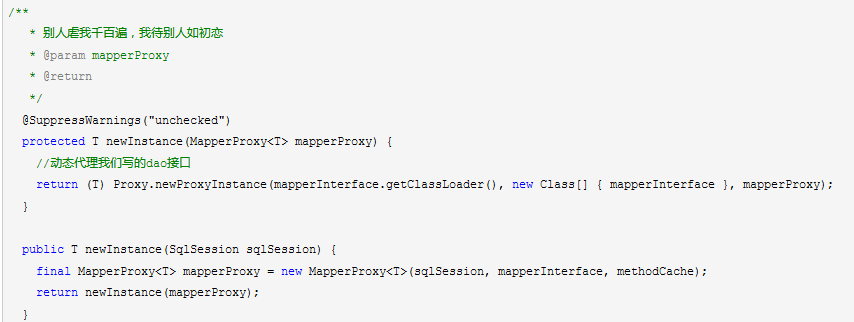 /**
* 别人虐我千百遍，我待别人如初恋
* @param mapperProxy
* @return
*/
@SuppressWarnings("unchecked")
protected T newInstance(MapperProxy<T> mapperProxy) {
//动态代理我们写的dao接口
return (T) Proxy.newProxyInstance(mapperInterface.getClassLoader(), new Class[] { mapperInterface }, mapperProxy);
}
public T newInstance(SqlSession sqlSession) {
final MapperProxy<T> mapperProxy = new MapperProxy<T>(sqlSession, mapperInterface, methodCache);
return newInstance(mapperProxy);
}